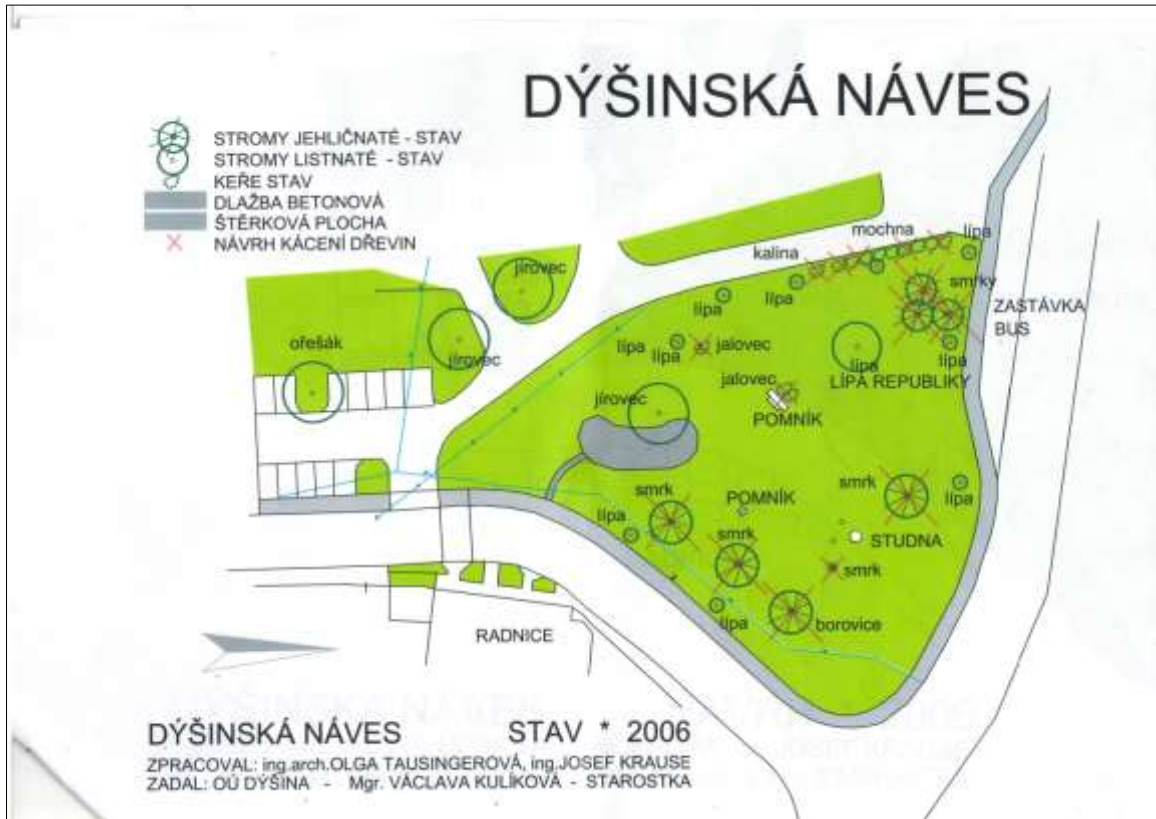 DÝŠINSKÁ NÁVES
STROMY JEHLIČNATÉ - STAV
STROMY LISTNATÉ - STAV
KEŘE STAV
DLAŽBA BETONOVÁ
ŠTĚRKOVÁ PLOCHA
NÁVRH KÁCENÍ DŘEVIN
mochna
lípa
kalina
jírovec
smrky
lípa
lípa
ZASTÁVKA
BUS
ořešák
jírovec
lípa
lípa
jalovec
lípa
lípa
jalovec
LÍPA REPUBLIKY
jírovec
POMNÍK
smrk
POMNÍK
smrk
lípa
lípa
smrk
STUDNA
smrk
lípa
borovice
RADNICE
DÝŠINSKÁ NÁVES STAV * 2006
ZPRACOVAL: ing.arch.OLGA TAUSINGEROVÁ, ing.JOSEF KRAUSE
ZADAL: OÚ DÝŠINA - Mgr. VÁCLAVA KULÍKOVÁ - STAROSTKA